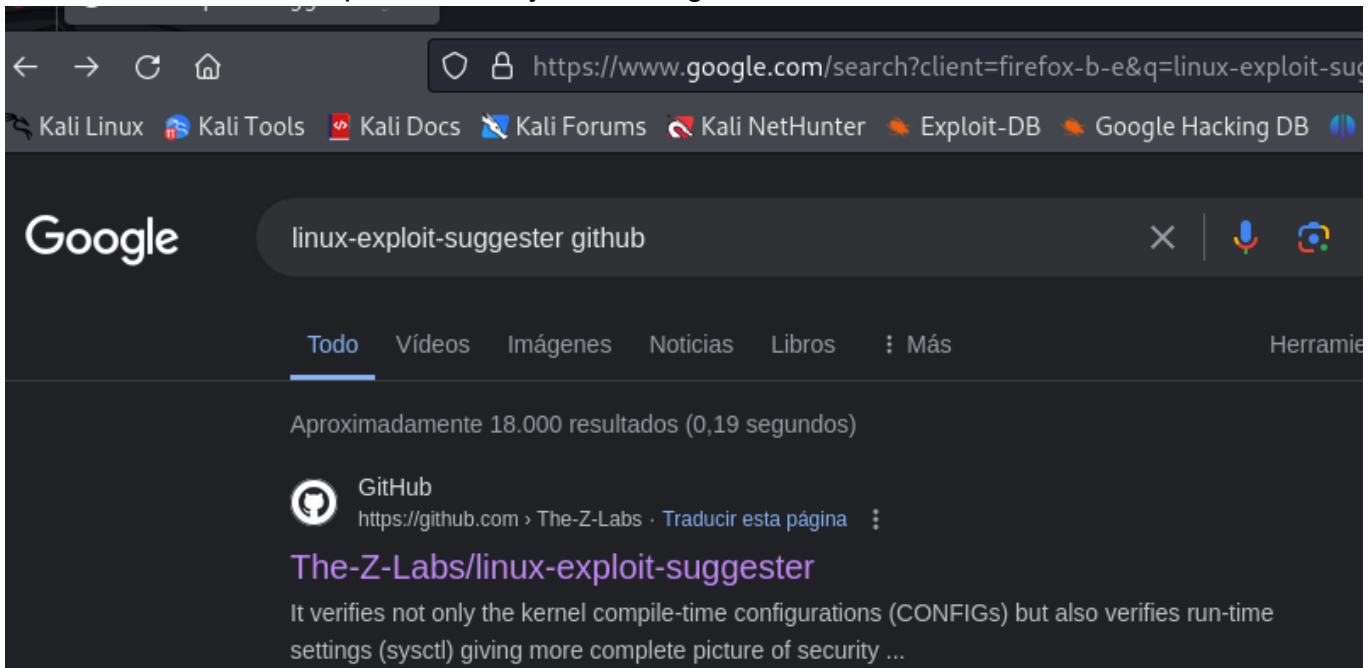 https://www.google.com/search?client=firefox-b-e&q=linux-exploit-sug
Kali Linux Kali Tools Kali Docs Kali Forums Kali NetHunter Exploit-DB Google Hacking DB
Google linux-exploit-suggester github
Todo Vídeos Imágenes Noticias Libros Más Herramie
Aproximadamente 18.000 resultados (0,19 segundos)
GitHub
https://github.com › The-Z-Labs · Traducir esta página
The-Z-Labs/linux-exploit-suggester
It verifies not only the kernel compile-time configurations (CONFIGs) but also verifies run-time
settings (sysctl) giving more complete picture of security ...